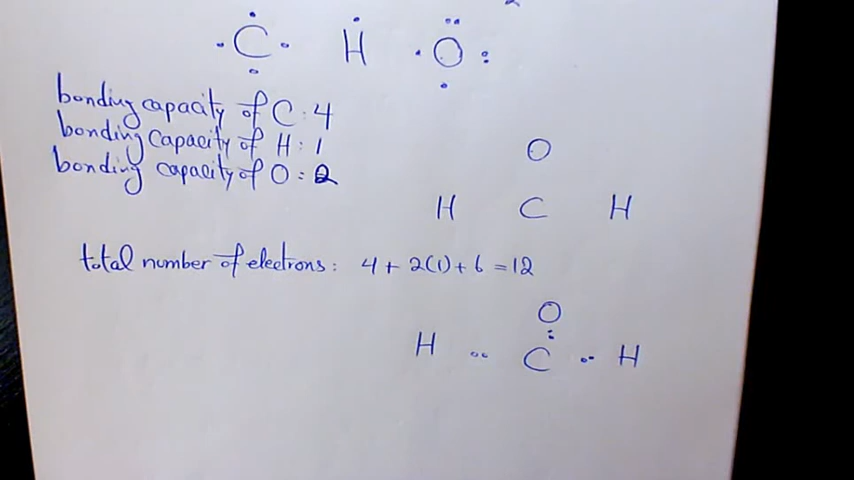 C H O
bonding capacity of C : 4
bonding capacity of H : 1
bonding capacity of O = 2
O
H C H
total number of electrons: 4 + 2(1) + 6 = 12
O
H C H